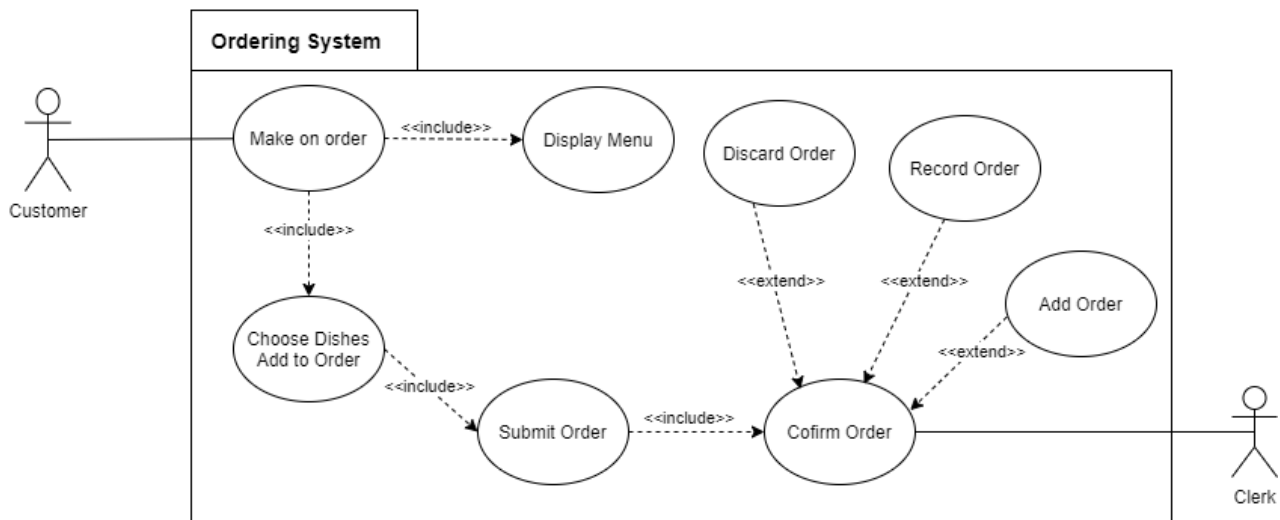 Ordering System
Make on order
<<include>>
Display Menu
Discard Order
Record Order
Customer
<<include>>
<<extend>>
<<extend>>
Add Order
Choose Dishes
Add to Order
<<extend>>
<<include>>
Submit Order
<<include>>
Cofirm Order
Clerk